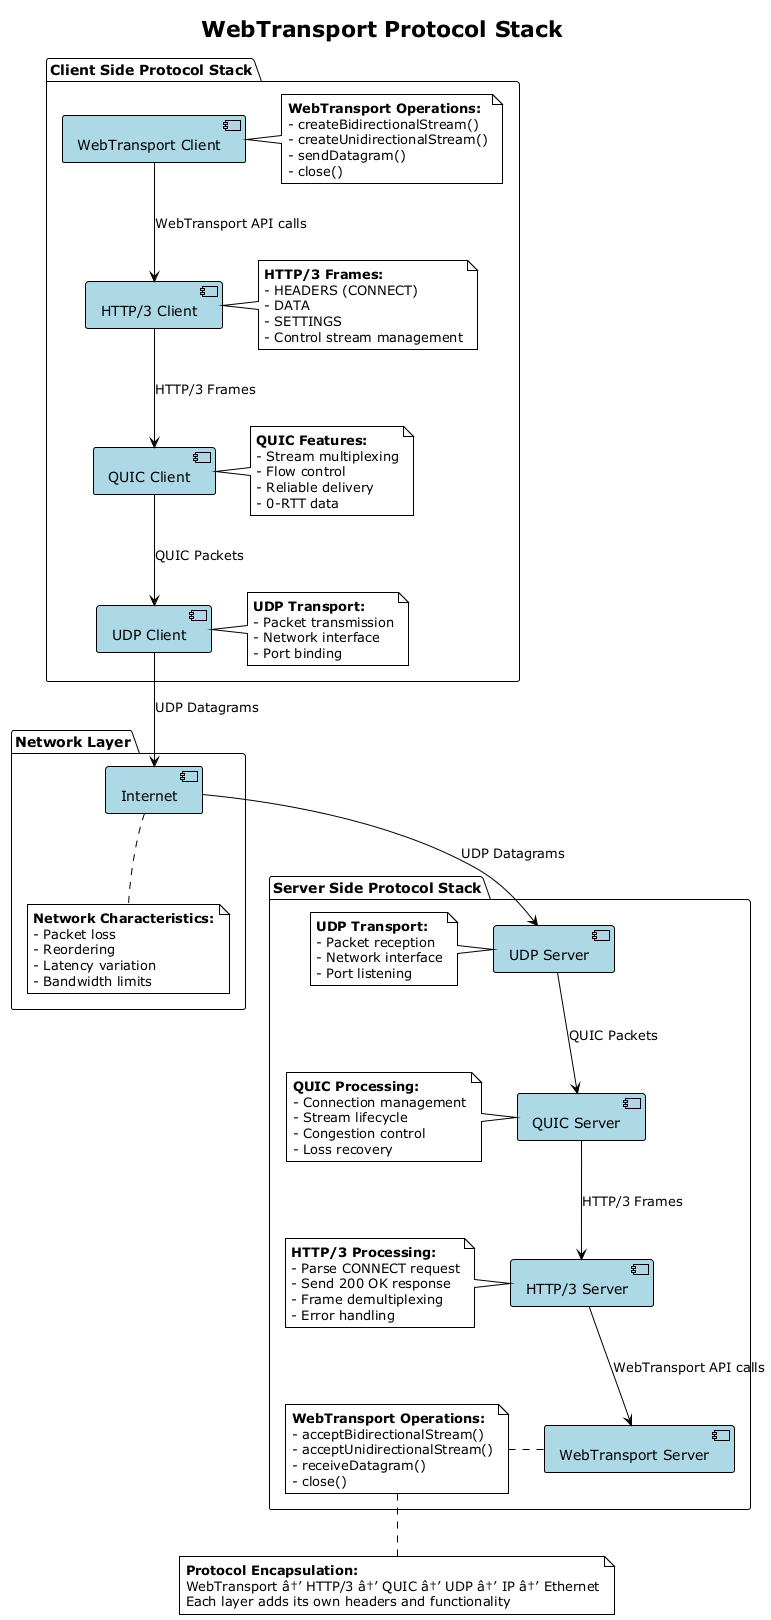 WebTransport Protocol Stack
Client Side Protocol Stack
WebTransport Client
WebTransport Operations:
- createBidirectionalStream()
- createUnidirectionalStream()
- sendDatagram()
- close()
WebTransport API calls
HTTP/3 Client
HTTP/3 Frames:
- HEADERS (CONNECT)
- DATA
- SETTINGS
- Control stream management
HTTP/3 Frames
QUIC Client
QUIC Features:
- Stream multiplexing
- Flow control
- Reliable delivery
- 0-RTT data
QUIC Packets
UDP Client
UDP Transport:
- Packet transmission
- Network interface
- Port binding
UDP Datagrams
Network Layer
Internet
Network Characteristics:
- Packet loss
- Reordering
- Latency variation
- Bandwidth limits
UDP Datagrams
Server Side Protocol Stack
UDP Transport:
- Packet reception
- Network interface
- Port listening
UDP Server
QUIC Packets
QUIC Processing:
- Connection management
- Stream lifecycle
- Congestion control
- Loss recovery
QUIC Server
HTTP/3 Frames
HTTP/3 Processing:
- Parse CONNECT request
- Send 200 OK response
- Frame demultiplexing
- Error handling
HTTP/3 Server
WebTransport API calls
WebTransport Operations:
- acceptBidirectionalStream()
- acceptUnidirectionalStream()
- receiveDatagram()
- close()
WebTransport Server
Protocol Encapsulation:
WebTransport â†’ HTTP/3 â†’ QUIC â†’ UDP â†’ IP â†’ Ethernet
Each layer adds its own headers and functionality